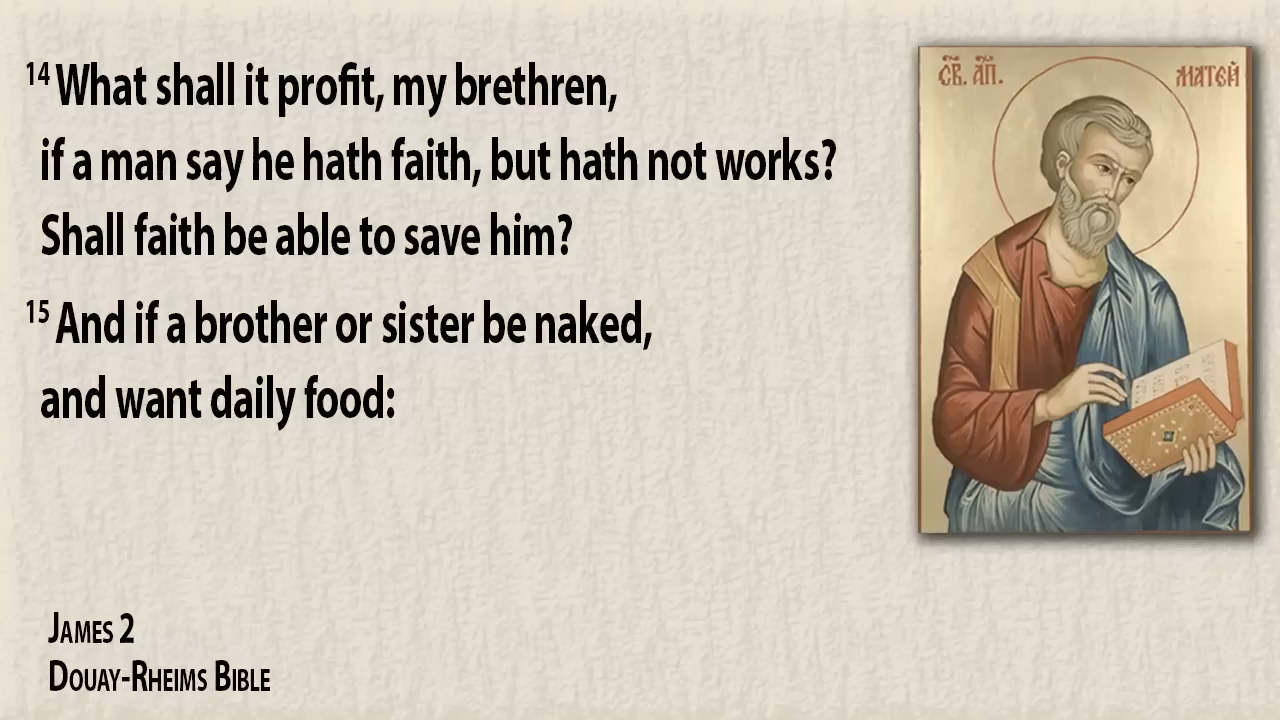 14 What shall it profit, my brethren,
if a man say he hath faith, but hath not works?
Shall faith be able to save him?
15 And if a brother or sister be naked,
and want daily food:
James 2
Douay-Rheims Bible
СВ. АП. МАТЕЙ